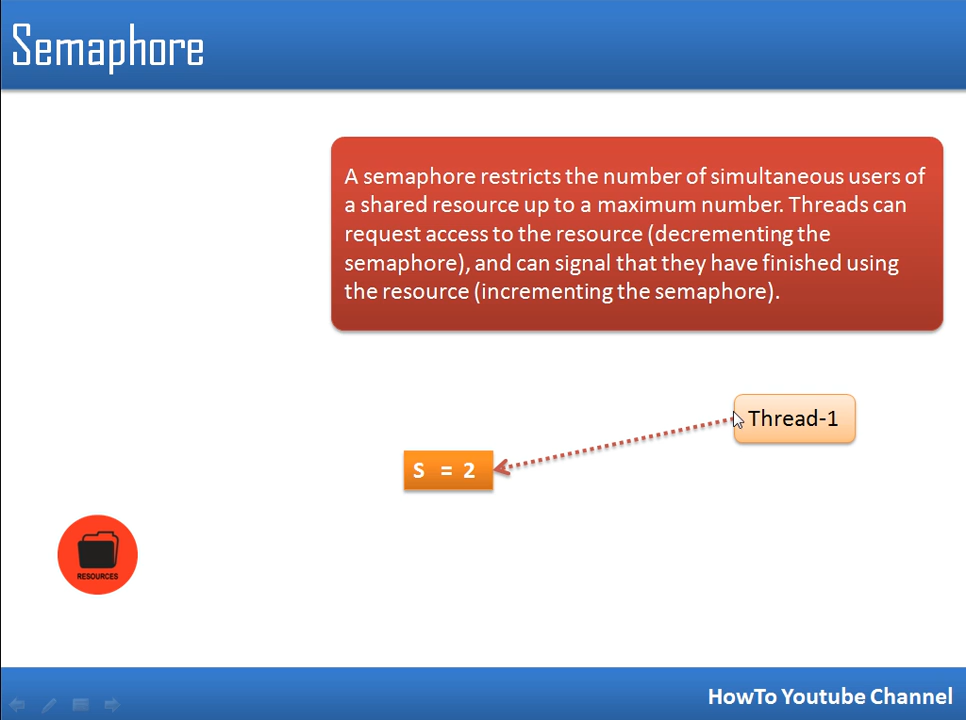 Semaphore
A semaphore restricts the number of simultaneous users of
a shared resource up to a maximum number. Threads can
request access to the resource (decrementing the
semaphore), and can signal that they have finished using
the resource (incrementing the semaphore).
Thread-1
S = 2
RESOURCES
HowTo Youtube Channel